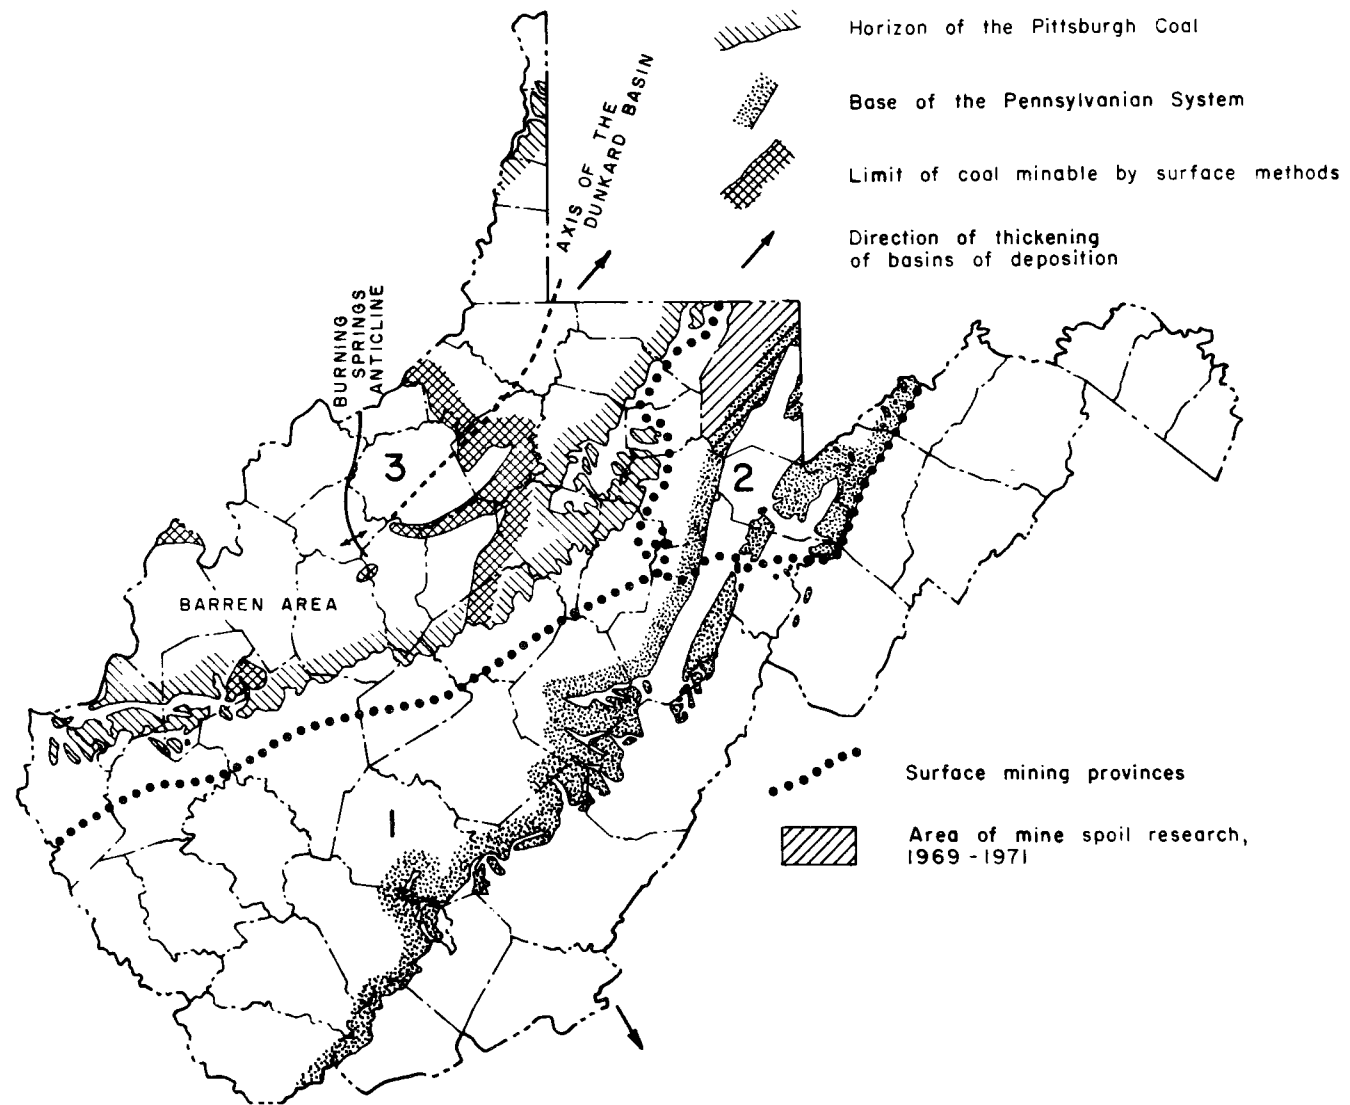 Horizon of the Pittsburgh Coal
Base of the Pennsylvanian System
Limit of coal minable by surface methods
Direction of thickening
of basins of deposition
AXIS OF THE
DUNKARD BASIN
BURNING
SPRINGS
ANTICLINE
3
2
BARREN AREA
1
Surface mining provinces
Area of mine spoil research,
1969-1971